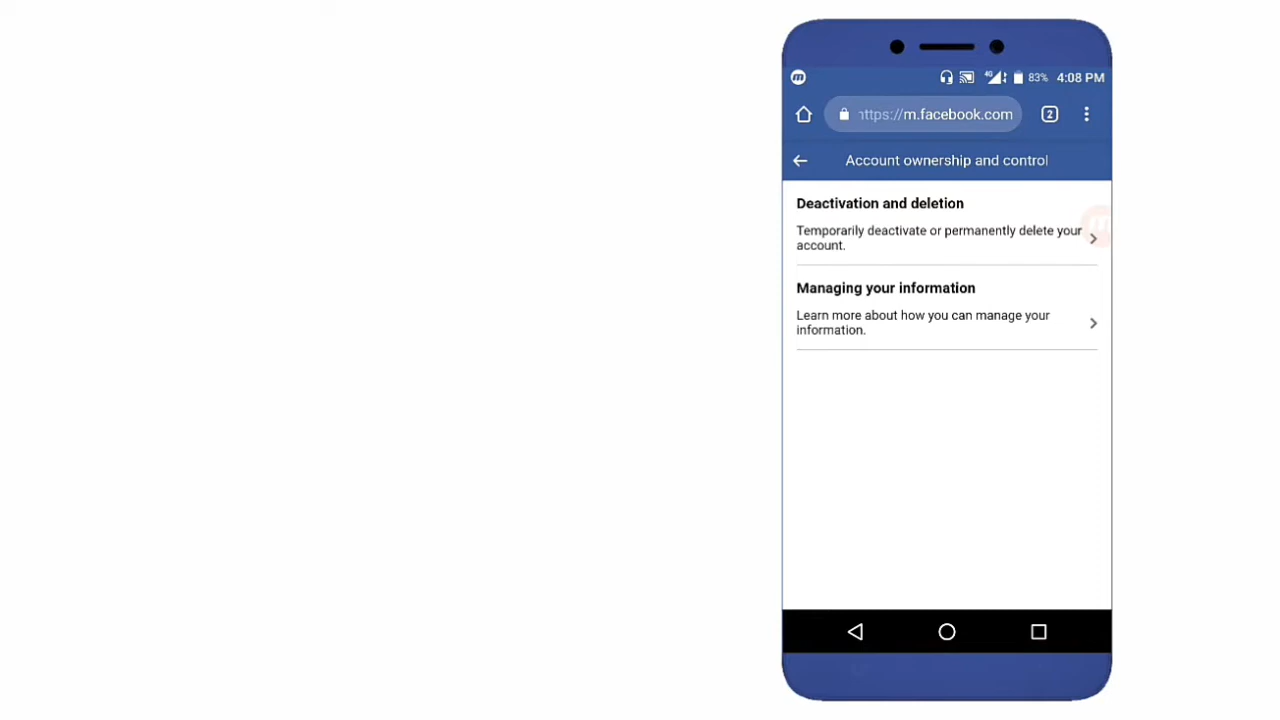 83% 4:08 PM
https://m.facebook.com 2
Account ownership and control
Deactivation and deletion
Temporarily deactivate or permanently delete your
account.
Managing your information
Learn more about how you can manage your
information.